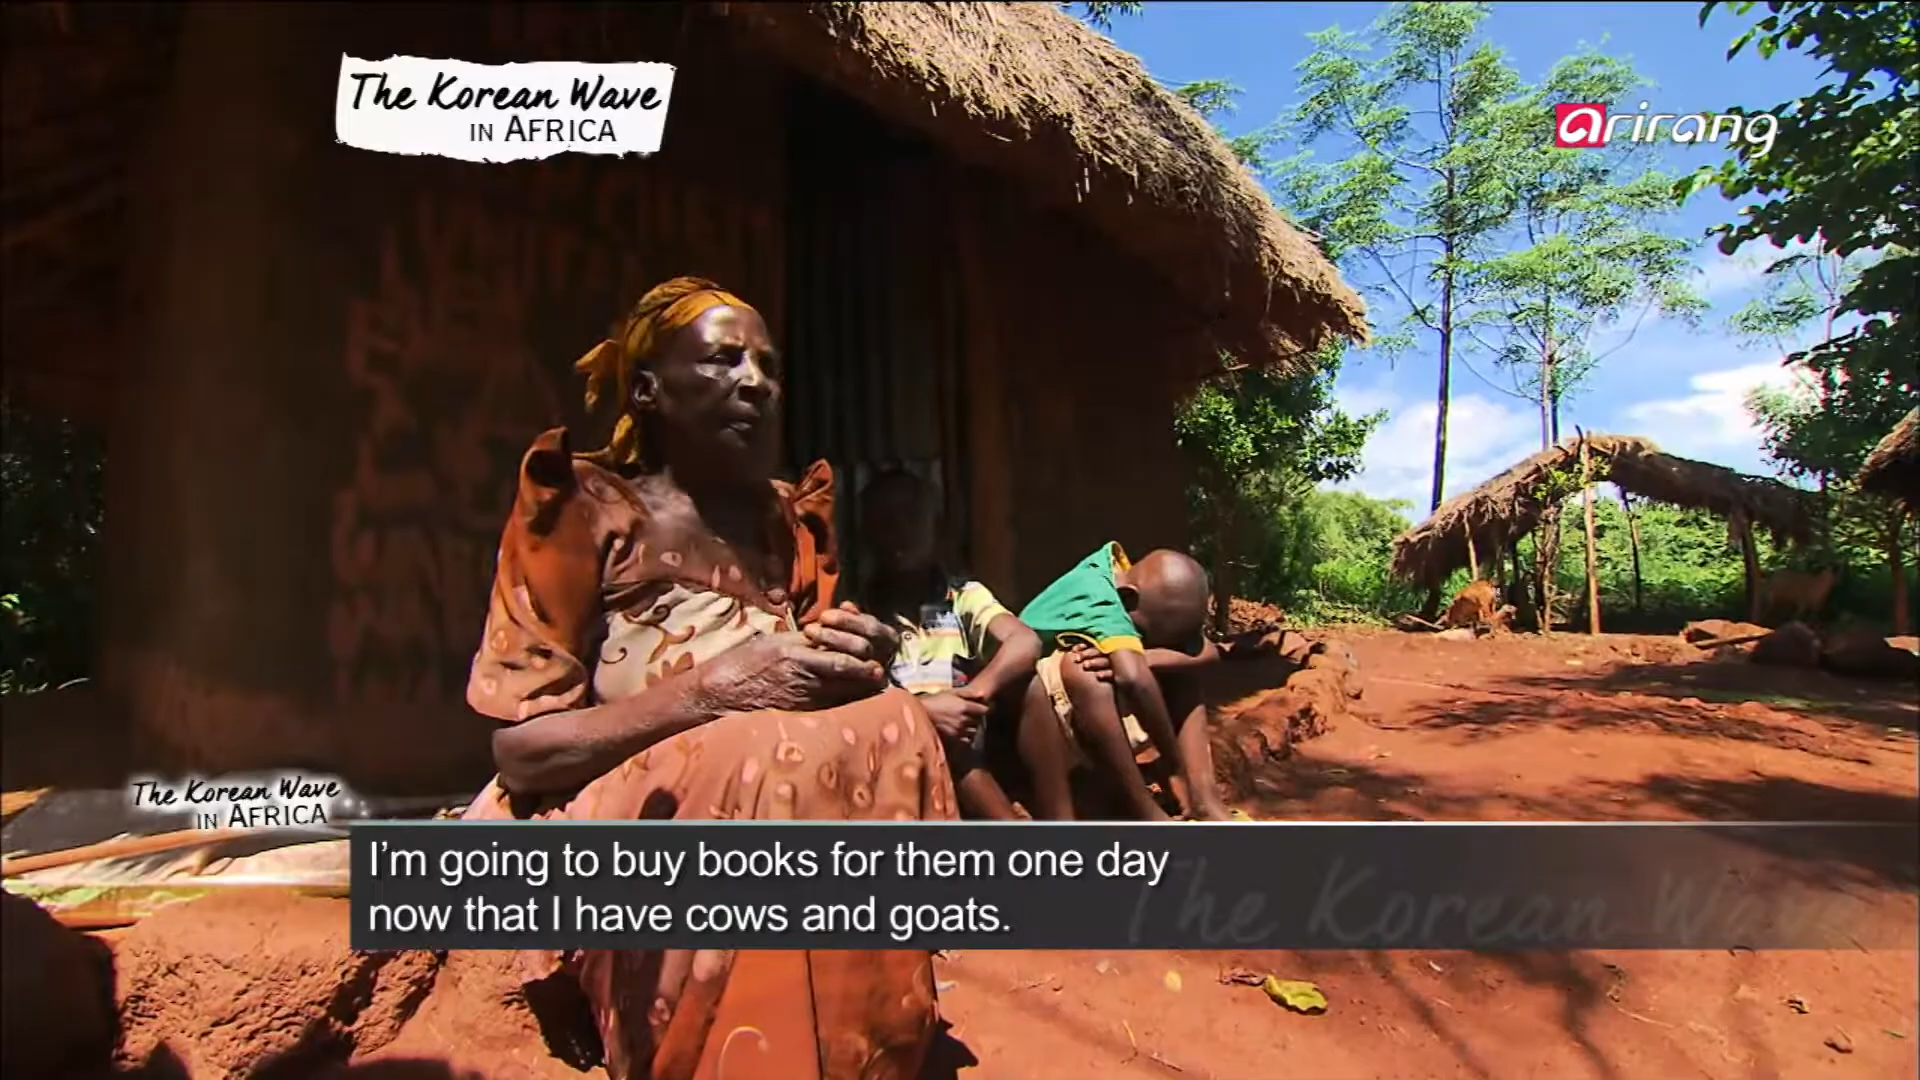 The Korean Wave
IN AFRICA
arirang
The Korean Wave
IN AFRICA
I'm going to buy books for them one day
now that I have cows and goats.
The Korean Wave